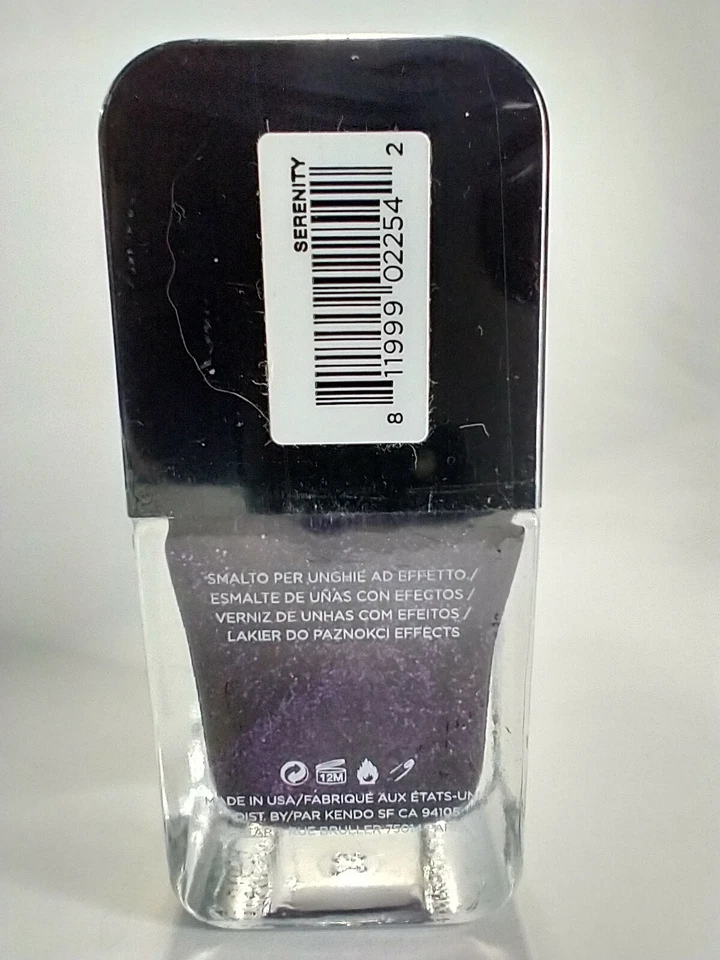 SERENITY
8 11999 02254 2
SMALTO PER UNGHIE AD EFFETTO /
ESMALTE DE UÑAS CON EFECTOS /
VERNIZ DE UNHAS COM EFEITOS /
LAKIER DO PAZNOKCI EFFECTS
12M
MADE IN USA/FABRIQUÉ AUX ÉTATS-UN
DIST. BY/PAR KENDO SF CA 94105
RUE BRULLER